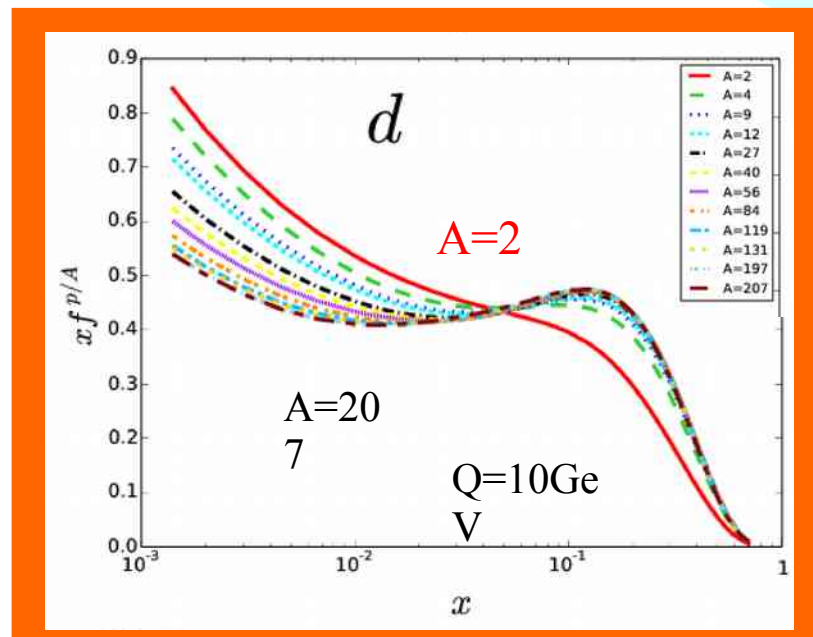 0.9
0.8
0.7
0.6
0.5
0.4
0.3
0.2
0.1
0.0
xf^{p/A}
d
A=2
A=20
7
Q=10Ge
V
A=2
A=4
A=9
A=12
A=27
A=40
A=56
A=84
A=119
A=131
A=197
A=207
10^{-3}
10^{-2}
10^{-1}
1
x